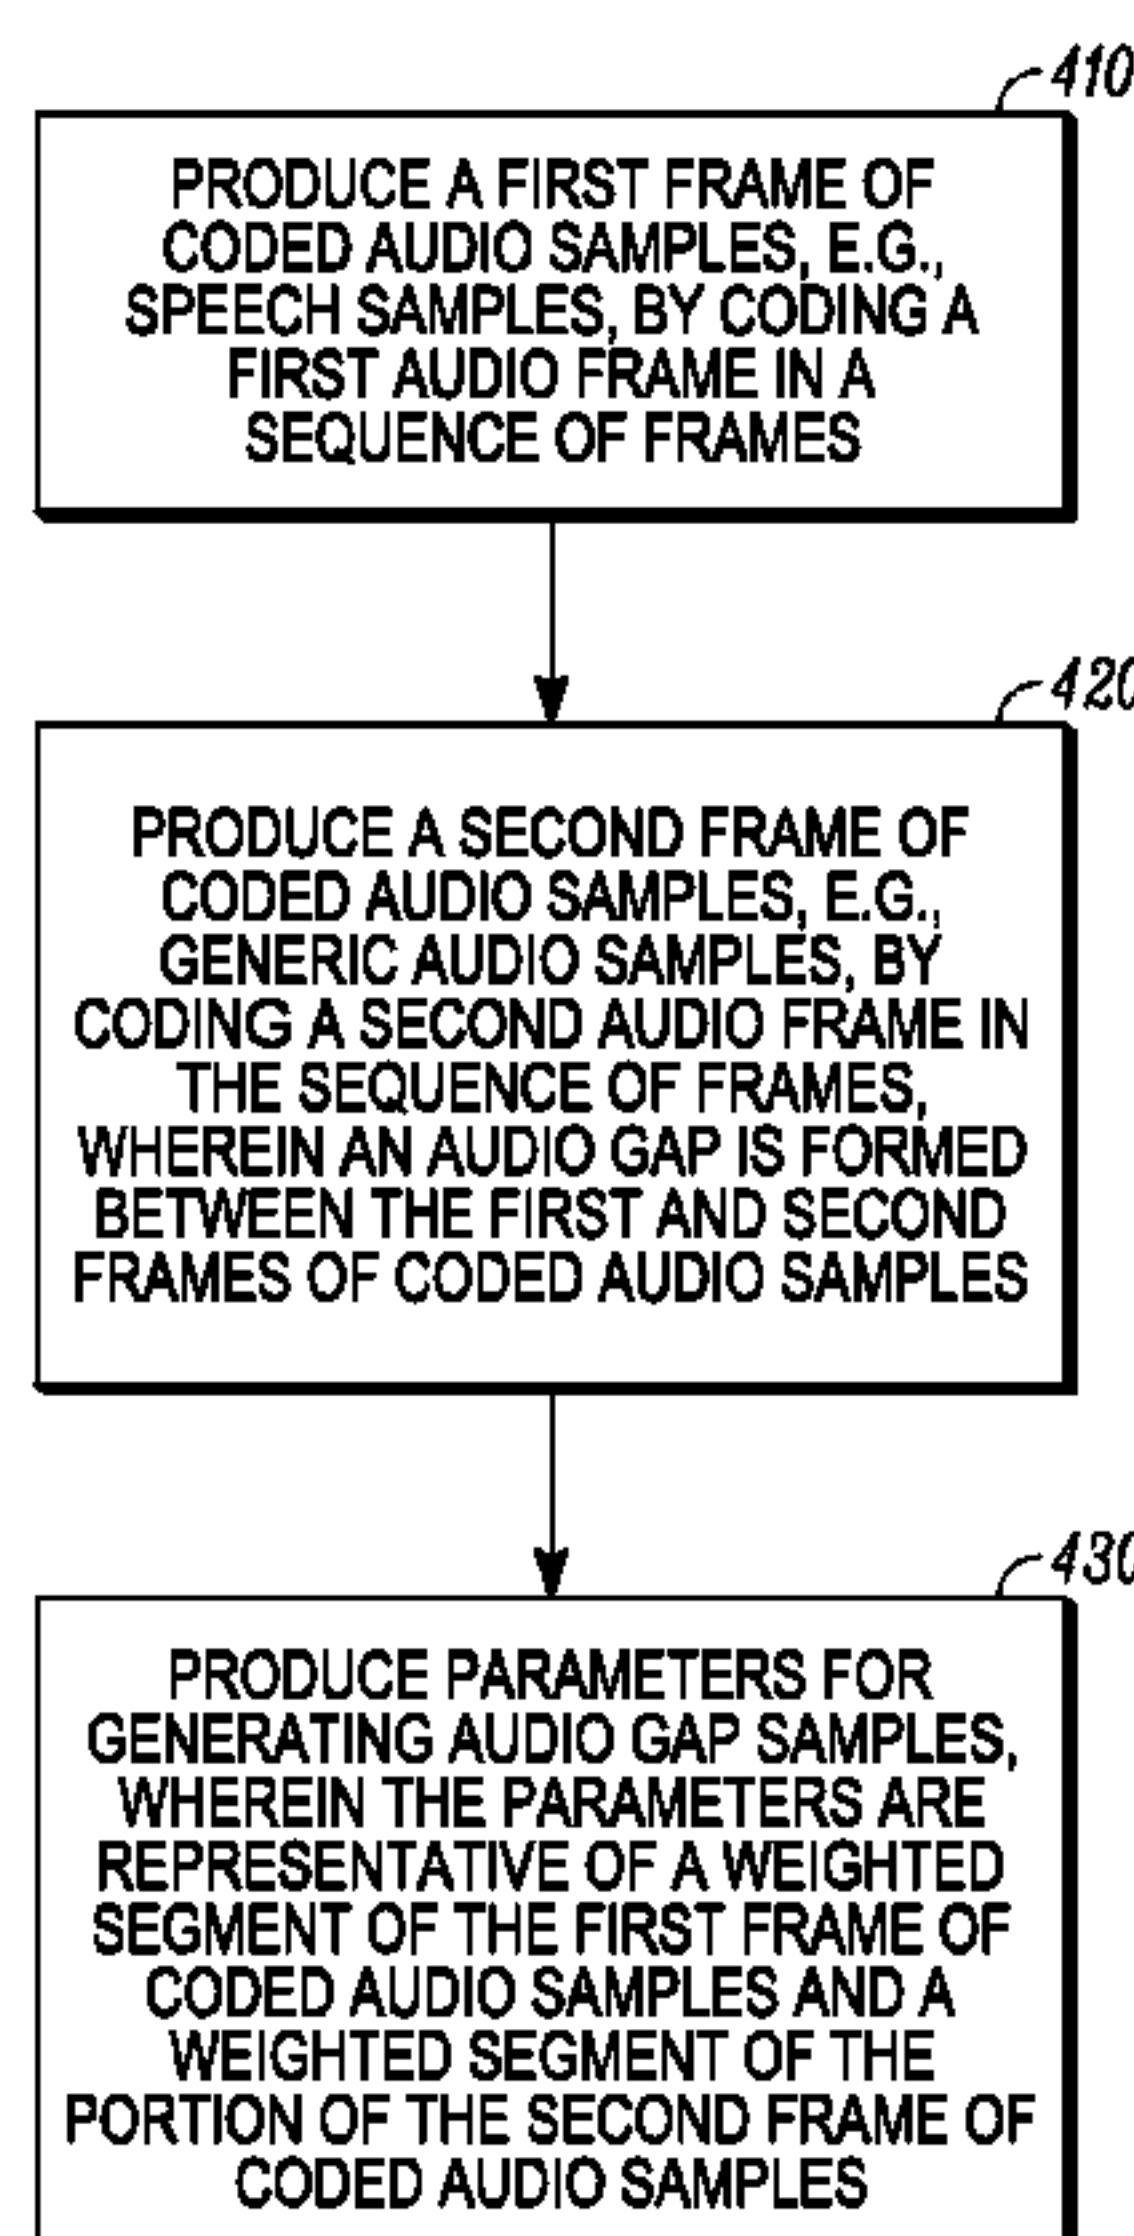 410
PRODUCE A FIRST FRAME OF
CODED AUDIO SAMPLES, E.G.,
SPEECH SAMPLES, BY CODING A
FIRST AUDIO FRAME IN A
SEQUENCE OF FRAMES
420
PRODUCE A SECOND FRAME OF
CODED AUDIO SAMPLES, E.G.,
GENERIC AUDIO SAMPLES, BY
CODING A SECOND AUDIO FRAME IN
THE SEQUENCE OF FRAMES,
WHEREIN AN AUDIO GAP IS FORMED
BETWEEN THE FIRST AND SECOND
FRAMES OF CODED AUDIO SAMPLES
430
PRODUCE PARAMETERS FOR
GENERATING AUDIO GAP SAMPLES,
WHEREIN THE PARAMETERS ARE
REPRESENTATIVE OF A WEIGHTED
SEGMENT OF THE FIRST FRAME OF
CODED AUDIO SAMPLES AND A
WEIGHTED SEGMENT OF THE
PORTION OF THE SECOND FRAME OF
CODED AUDIO SAMPLES